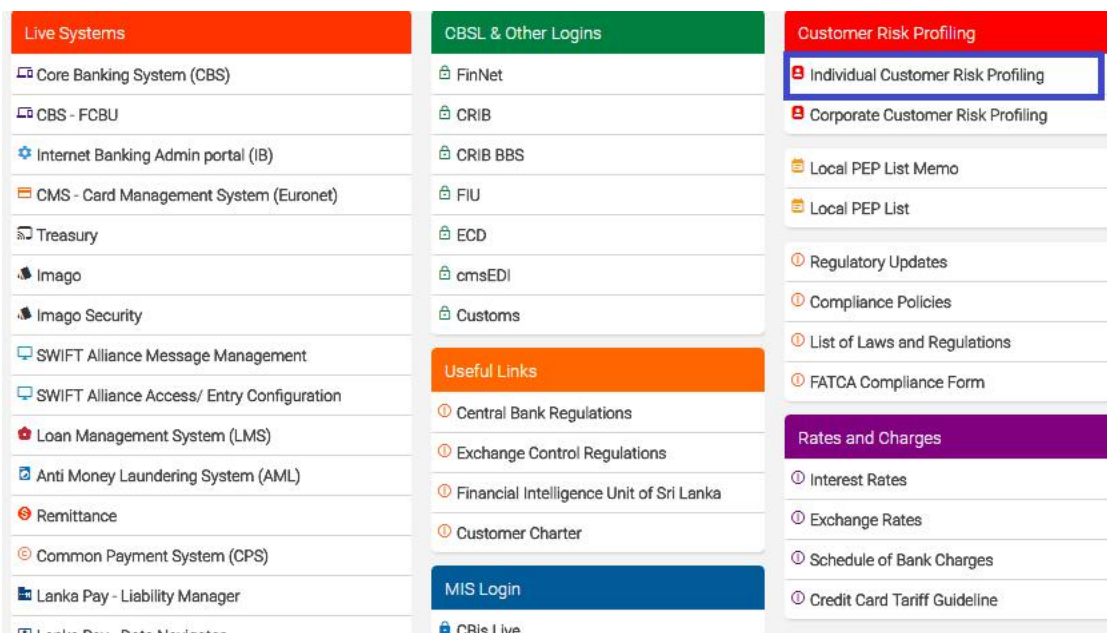 Live Systems
Core Banking System (CBS)
CBS - FCBU
Internet Banking Admin portal (IB)
CMS - Card Management System (Euronet)
Treasury
Imago
Imago Security
SWIFT Alliance Message Management
SWIFT Alliance Access/ Entry Configuration
Loan Management System (LMS)
Anti Money Laundering System (AML)
Remittance
Common Payment System (CPS)
Lanka Pay - Liability Manager
CBSL & Other Logins
FinNet
CRIB
CRIB BBS
FIU
ECD
cmsEDI
Customs
Useful Links
Central Bank Regulations
Exchange Control Regulations
Financial Intelligence Unit of Sri Lanka
Customer Charter
MIS Login
CBis Live
Customer Risk Profiling
Individual Customer Risk Profiling
Corporate Customer Risk Profiling
Local PEP List Memo
Local PEP List
Regulatory Updates
Compliance Policies
List of Laws and Regulations
FATCA Compliance Form
Rates and Charges
Interest Rates
Exchange Rates
Schedule of Bank Charges
Credit Card Tariff Guideline